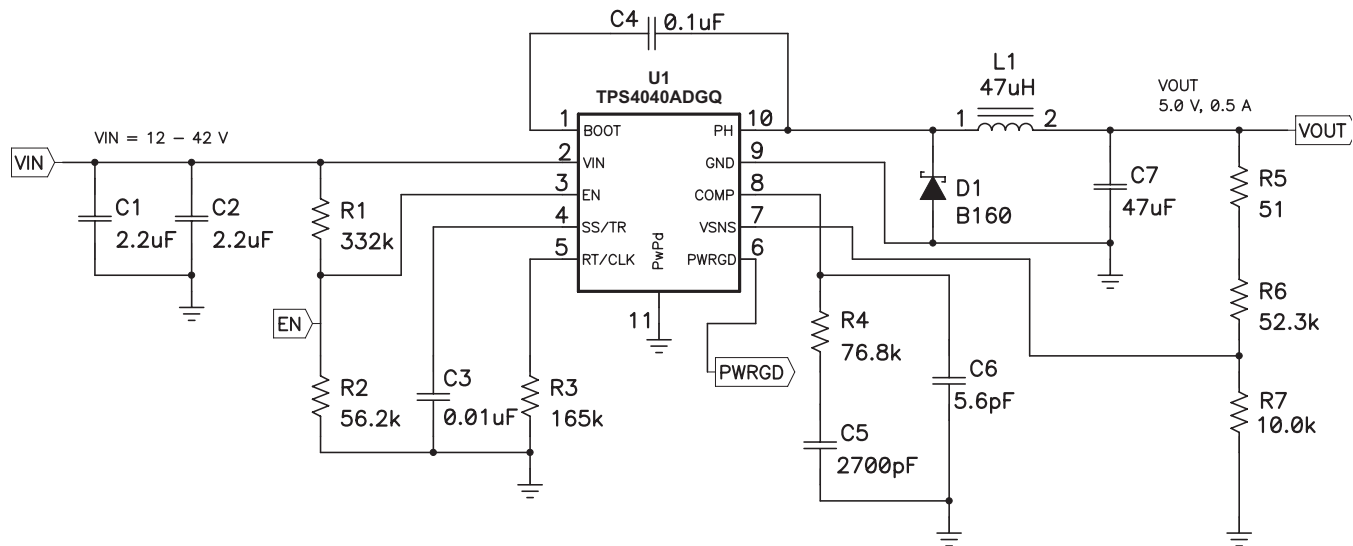 C4
0.1uF
U1
TPS4040ADGQ
L1
47uH
VOUT
5.0 V, 0.5 A
VIN = 12 – 42 V
1
BOOT
PH
10
1
2
VOUT
VIN
2
VIN
GND
9
3
EN
COMP
8
4
SS/TR
VSNS
7
5
RT/CLK
PWRGD
6
PwPd
11
C1
2.2uF
C2
2.2uF
R1
332k
D1
B160
C7
47uF
R5
51
EN
R6
52.3k
R4
76.8k
PWRGD
R2
56.2k
C3
0.01uF
R3
165k
C6
5.6pF
R7
10.0k
C5
2700pF